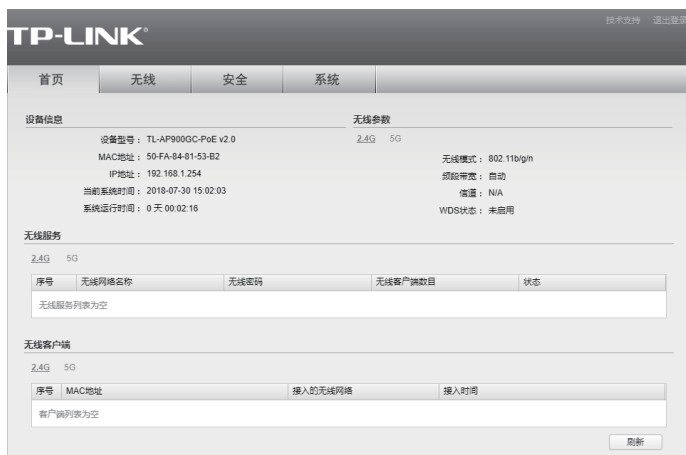 技术支持 退出登录
TP-LINK®
首页 无线 安全 系统
设备信息 无线参数
设备型号： TL-AP900GC-PoE v2.0
MAC地址： 50-FA-84-81-53-B2
IP地址： 192.168.1.254
当前系统时间： 2018-07-30 15:02:03
系统运行时间： 0 天 00:02:16
2.4G 5G
无线模式： 802.11b/g/n
频段带宽： 自动
信道： N/A
WDS状态： 未启用
无线服务
2.4G 5G
序号 无线网络名称 无线密码 无线客户端数目 状态
无线服务列表为空
无线客户端
2.4G 5G
序号 MAC地址 接入的无线网络 接入时间
客户端列表为空
刷新